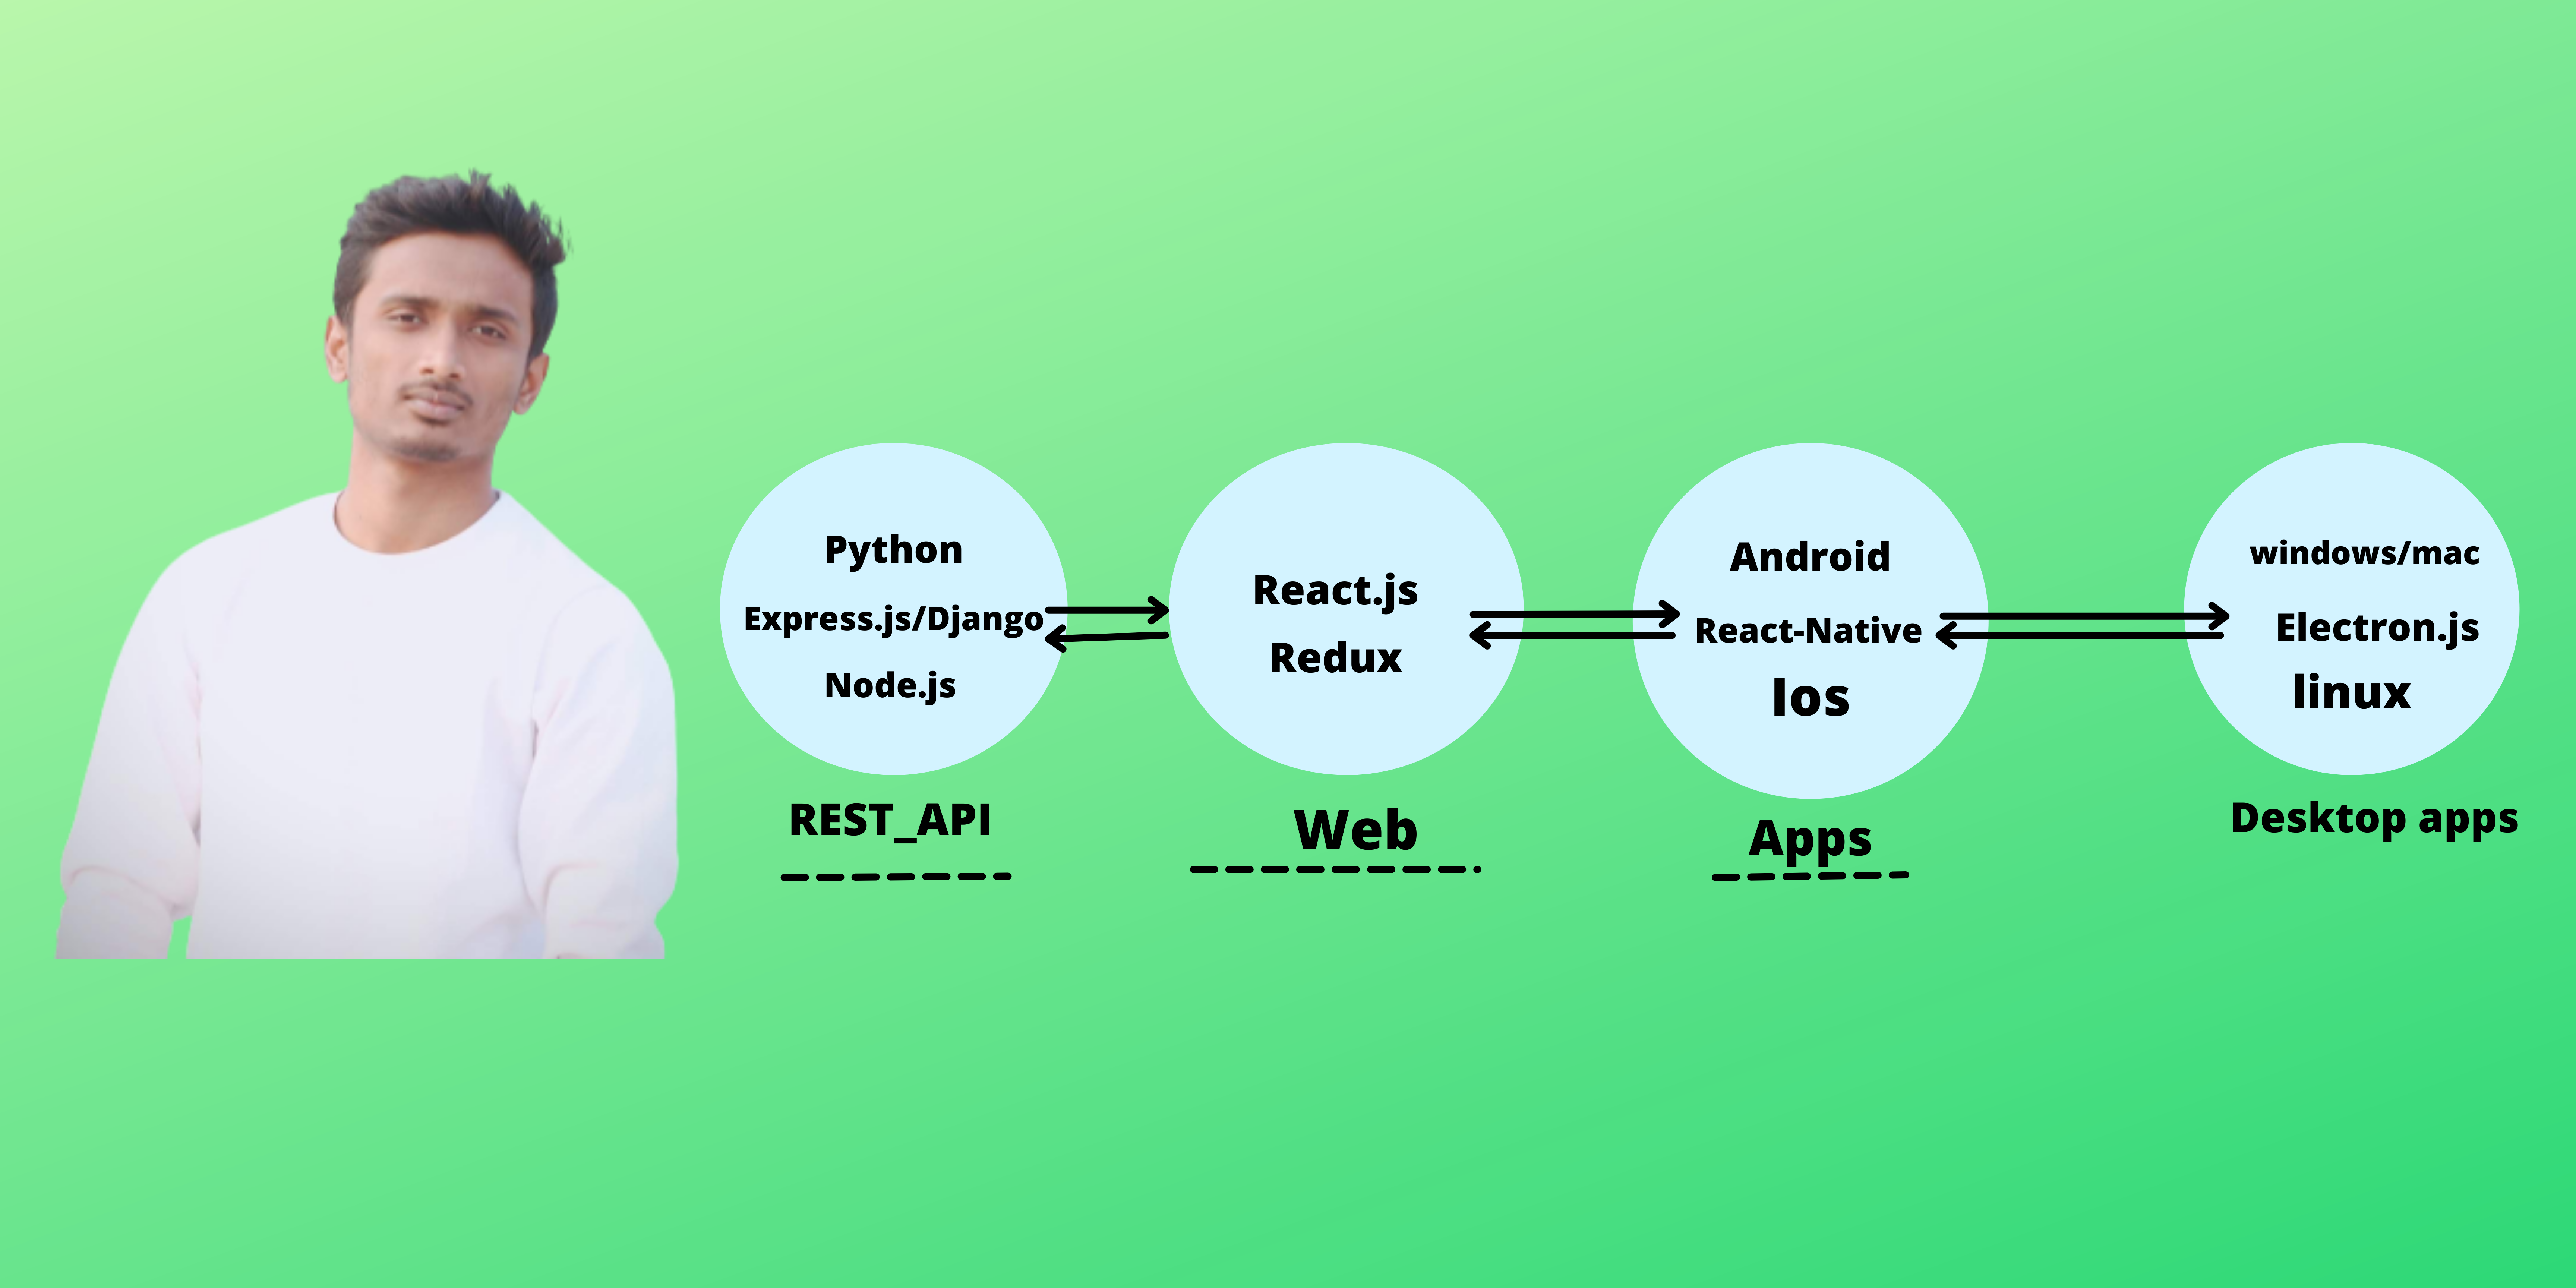 Python
Express.js/Django
Node.js
REST_API
React.js
Redux
Web
Android
React-Native
Ios
Apps
windows/mac
Electron.js
linux
Desktop apps